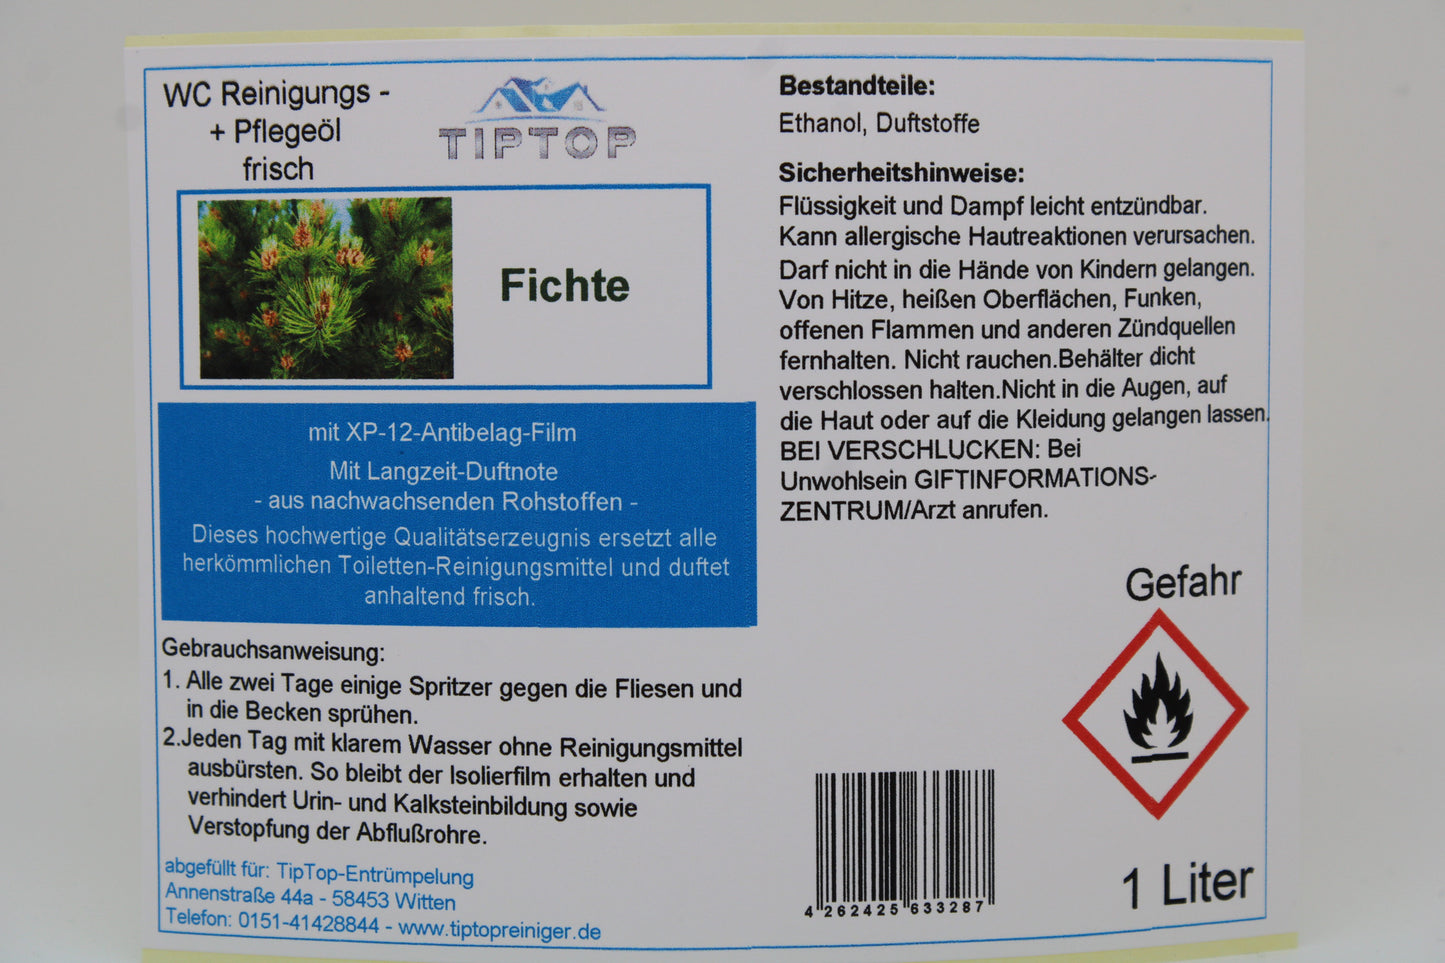 WC Reinigungs -
+ Pflegeöl
frisch
TIPTOP
Fichte
mit XP-12-Antibelag-Film
Mit Langzeit-Duftnote
- aus nachwachsenden Rohstoffen -
Dieses hochwertige Qualitätserzeugnis ersetzt alle
herkömmlichen Toiletten-Reinigungsmittel und duftet
anhaltend frisch.
Gebrauchsanweisung:
1. Alle zwei Tage einige Spritzer gegen die Fliesen und
in die Becken sprühen.
2.Jeden Tag mit klarem Wasser ohne Reinigungsmittel
ausbürsten. So bleibt der Isolierfilm erhalten und
verhindert Urin- und Kalksteinbildung sowie
Verstopfung der Abflußrohre.
abgefüllt für: TipTop-Entrümpelung
Annenstraße 44a - 58453 Witten
Telefon: 0151-41428844 - www.tiptopreiniger.de
Bestandteile:
Ethanol, Duftstoffe
Sicherheitshinweise:
Flüssigkeit und Dampf leicht entzündbar.
Kann allergische Hautreaktionen verursachen.
Darf nicht in die Hände von Kindern gelangen.
Von Hitze, heißen Oberflächen, Funken,
offenen Flammen und anderen Zündquellen
fernhalten. Nicht rauchen.Behälter dicht
verschlossen halten.Nicht in die Augen, auf
die Haut oder auf die Kleidung gelangen lassen.
BEI VERSCHLUCKEN: Bei
Unwohlsein GIFTINFORMATIONS-
ZENTRUM/Arzt anrufen.
Gefahr
4 262425 633287
1 Liter